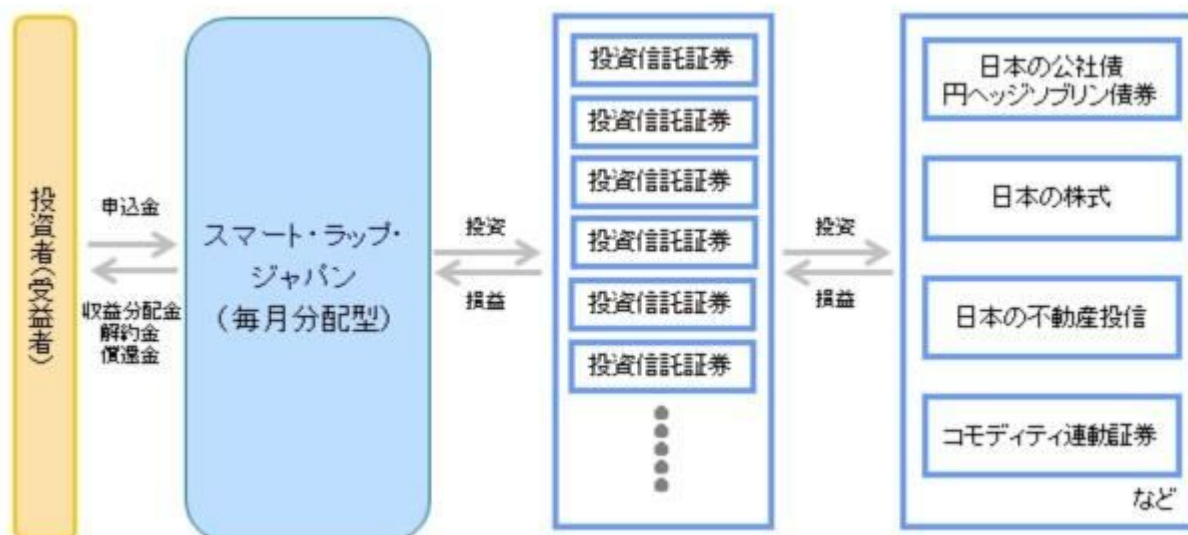 投資者(受益者)
申込金
収益分配金
解約金
償還金
スマート・ラップ・
ジャパン
(毎月分配型)
投資
損益
投資信託証券
投資信託証券
投資信託証券
投資信託証券
投資信託証券
投資信託証券
投資
損益
日本の公社債
円ヘッジソブリン債券
日本の株式
日本の不動産投信
コモディティ連動証券
など